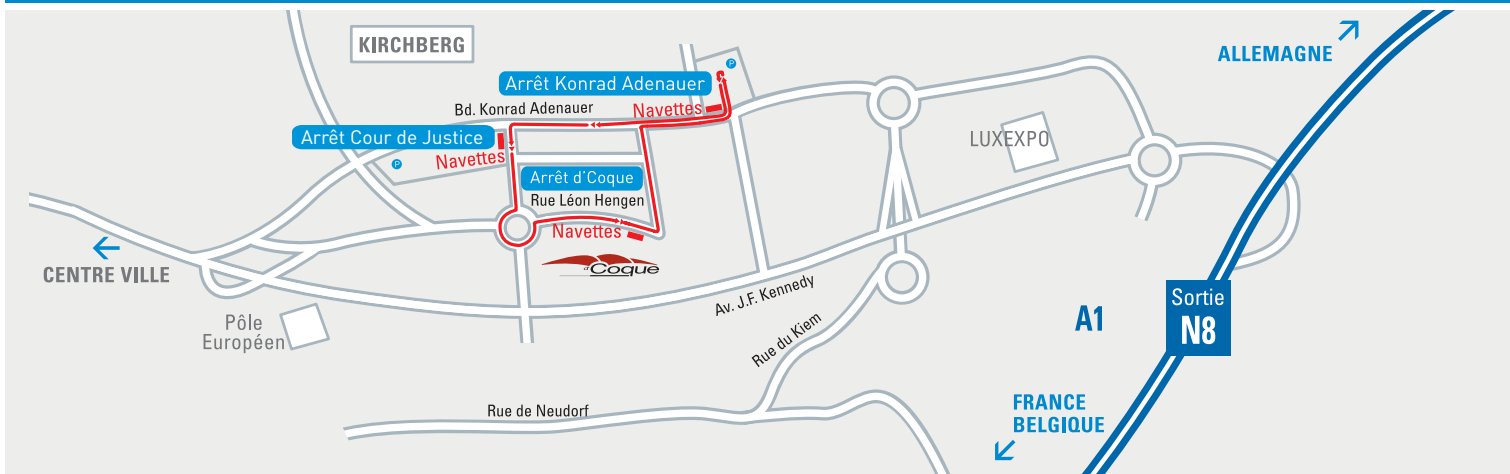 KIRCHBERG
ALLEMAGNE
P
Arrêt Konrad Adenauer
Bd. Konrad Adenauer
Navettes
Arrêt Cour de Justice
Navettes
P
LUXEXPO
Arrêt d'Coque
Rue Léon Hengen
Navettes
d'Coque
CENTRE VILLE
Av. J.F. Kennedy
Sortie
N8
A1
Pôle
Européen
Rue du Kiem
Rue de Neudorf
FRANCE
BELGIQUE